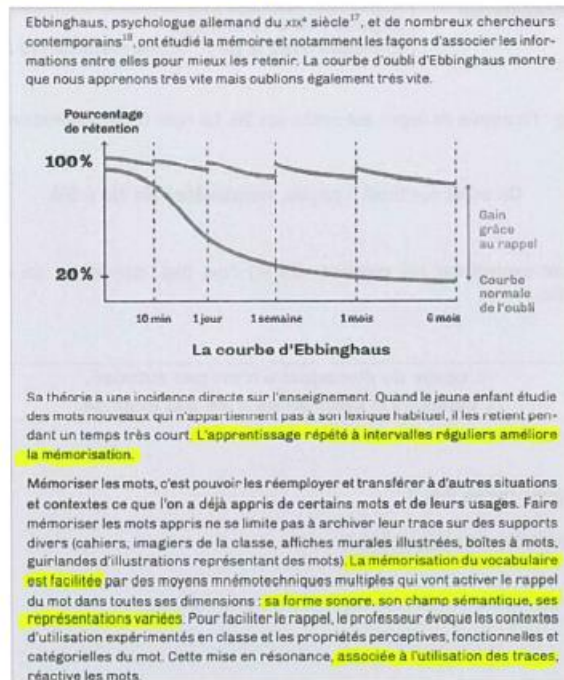 Ebbinghaus, psychologue allemand du XIXᵉ siècle¹⁷, et de nombreux chercheurs
contemporains¹⁸, ont étudié la mémoire et notamment les façons d'associer les infor-
mations entre elles pour mieux les retenir. La courbe d'oubli d'Ebbinghaus montre
que nous apprenons très vite mais oublions également très vite.
Pourcentage
de rétention
100 %
Gain
grâce
au rappel
20 %
Courbe
normale
de l'oubli
10 min 1 jour 1 semaine 1 mois 6 mois
La courbe d'Ebbinghaus
Sa théorie a une incidence directe sur l'enseignement. Quand le jeune enfant étudie
des mots nouveaux qui n'appartiennent pas à son lexique habituel, il les retient pen-
dant un temps très court. L'apprentissage répété à intervalles réguliers améliore
la mémorisation.
Mémoriser les mots, c'est pouvoir les réemployer et transférer à d'autres situations
et contextes ce que l'on a déjà appris de certains mots et de leurs usages. Faire
mémoriser les mots appris ne se limite pas à archiver leur trace sur des supports
divers (cahiers, imagiers de la classe, affiches murales illustrées, boîtes à mots,
guirlandes d'illustrations représentant des mots). La mémorisation du vocabulaire
est facilitée par des moyens mnémotechniques multiples qui vont activer le rappel
du mot dans toutes ses dimensions : sa forme sonore, son champ sémantique, ses
représentations variées. Pour faciliter le rappel, le professeur évoque les contextes
d'utilisation expérimentés en classe et les propriétés perceptives, fonctionnelles et
catégorielles du mot. Cette mise en résonance, associée à l'utilisation des traces,
réactive les mots.